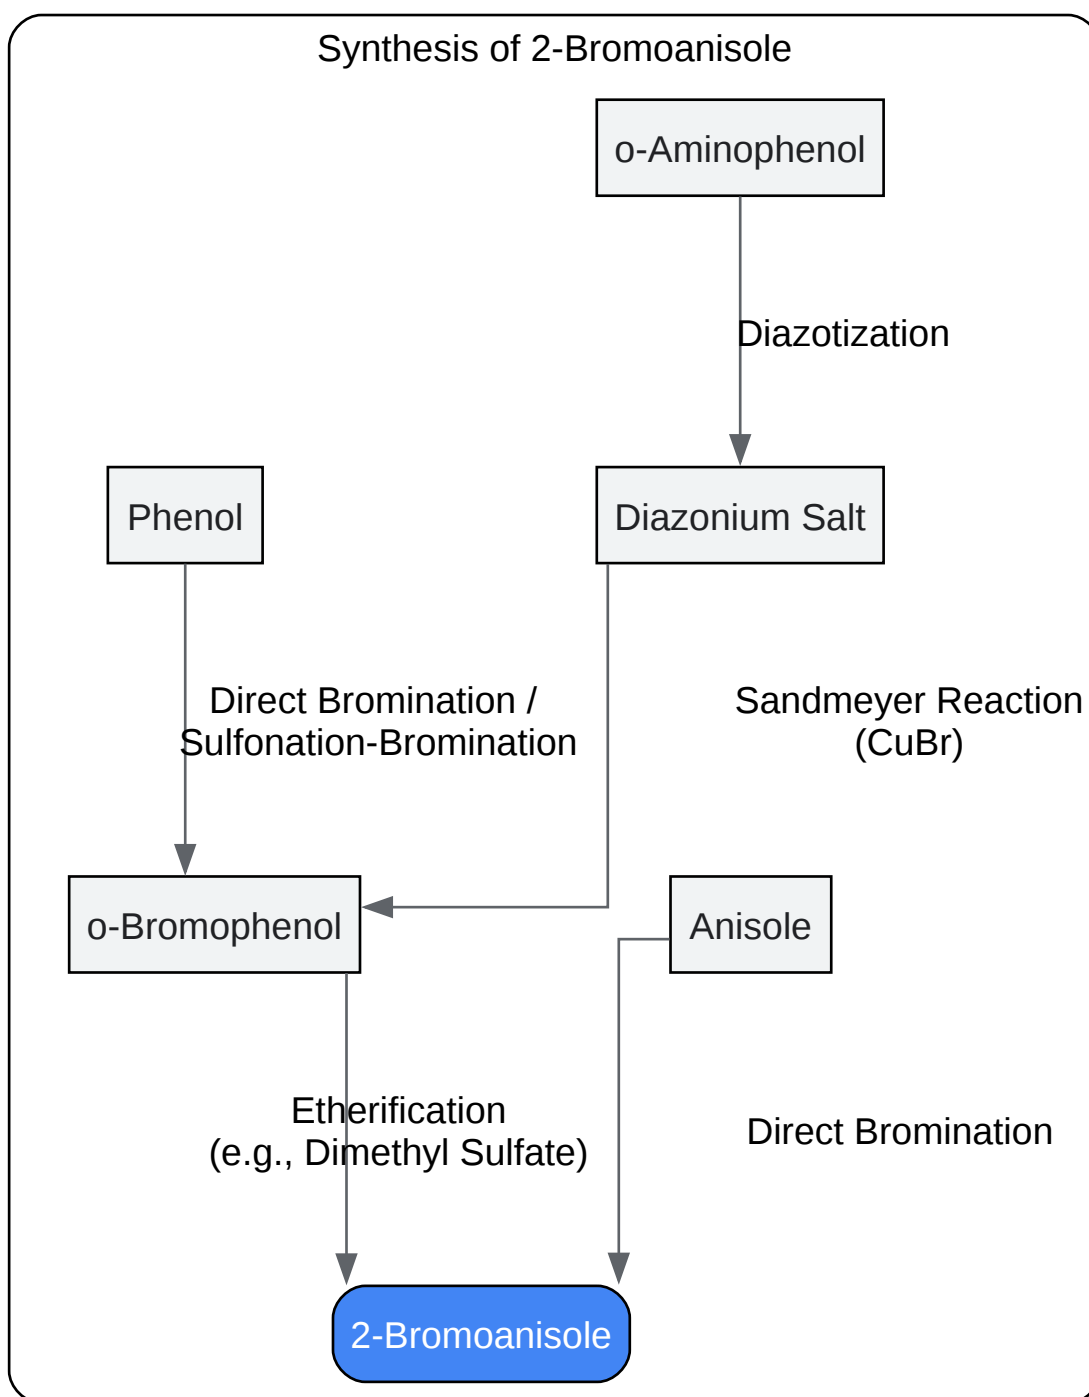 Synthesis of 2-Bromoanisole
o-Aminophenol
Diazotization
Phenol
Diazonium Salt
Direct Bromination /
Sulfonation-Bromination
Sandmeyer Reaction
(CuBr)
o-Bromophenol
Anisole
Etherification
(e.g., Dimethyl Sulfate)
Direct Bromination
2-Bromoanisole